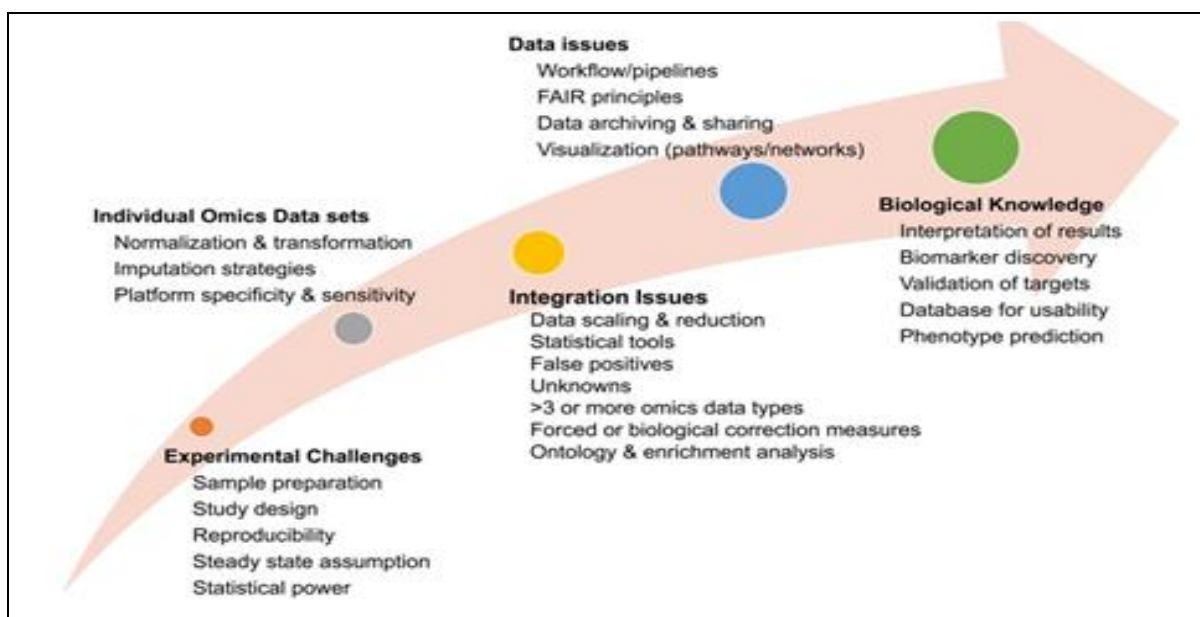 Data issues
Workflow/pipelines
FAIR principles
Data archiving & sharing
Visualization (pathways/networks)
Individual Omics Data sets
Normalization & transformation
Imputation strategies
Platform specificity & sensitivity
Biological Knowledge
Interpretation of results
Biomarker discovery
Validation of targets
Database for usability
Phenotype prediction
Integration Issues
Data scaling & reduction
Statistical tools
False positives
Unknowns
>3 or more omics data types
Forced or biological correction measures
Ontology & enrichment analysis
Experimental Challenges
Sample preparation
Study design
Reproducibility
Steady state assumption
Statistical power